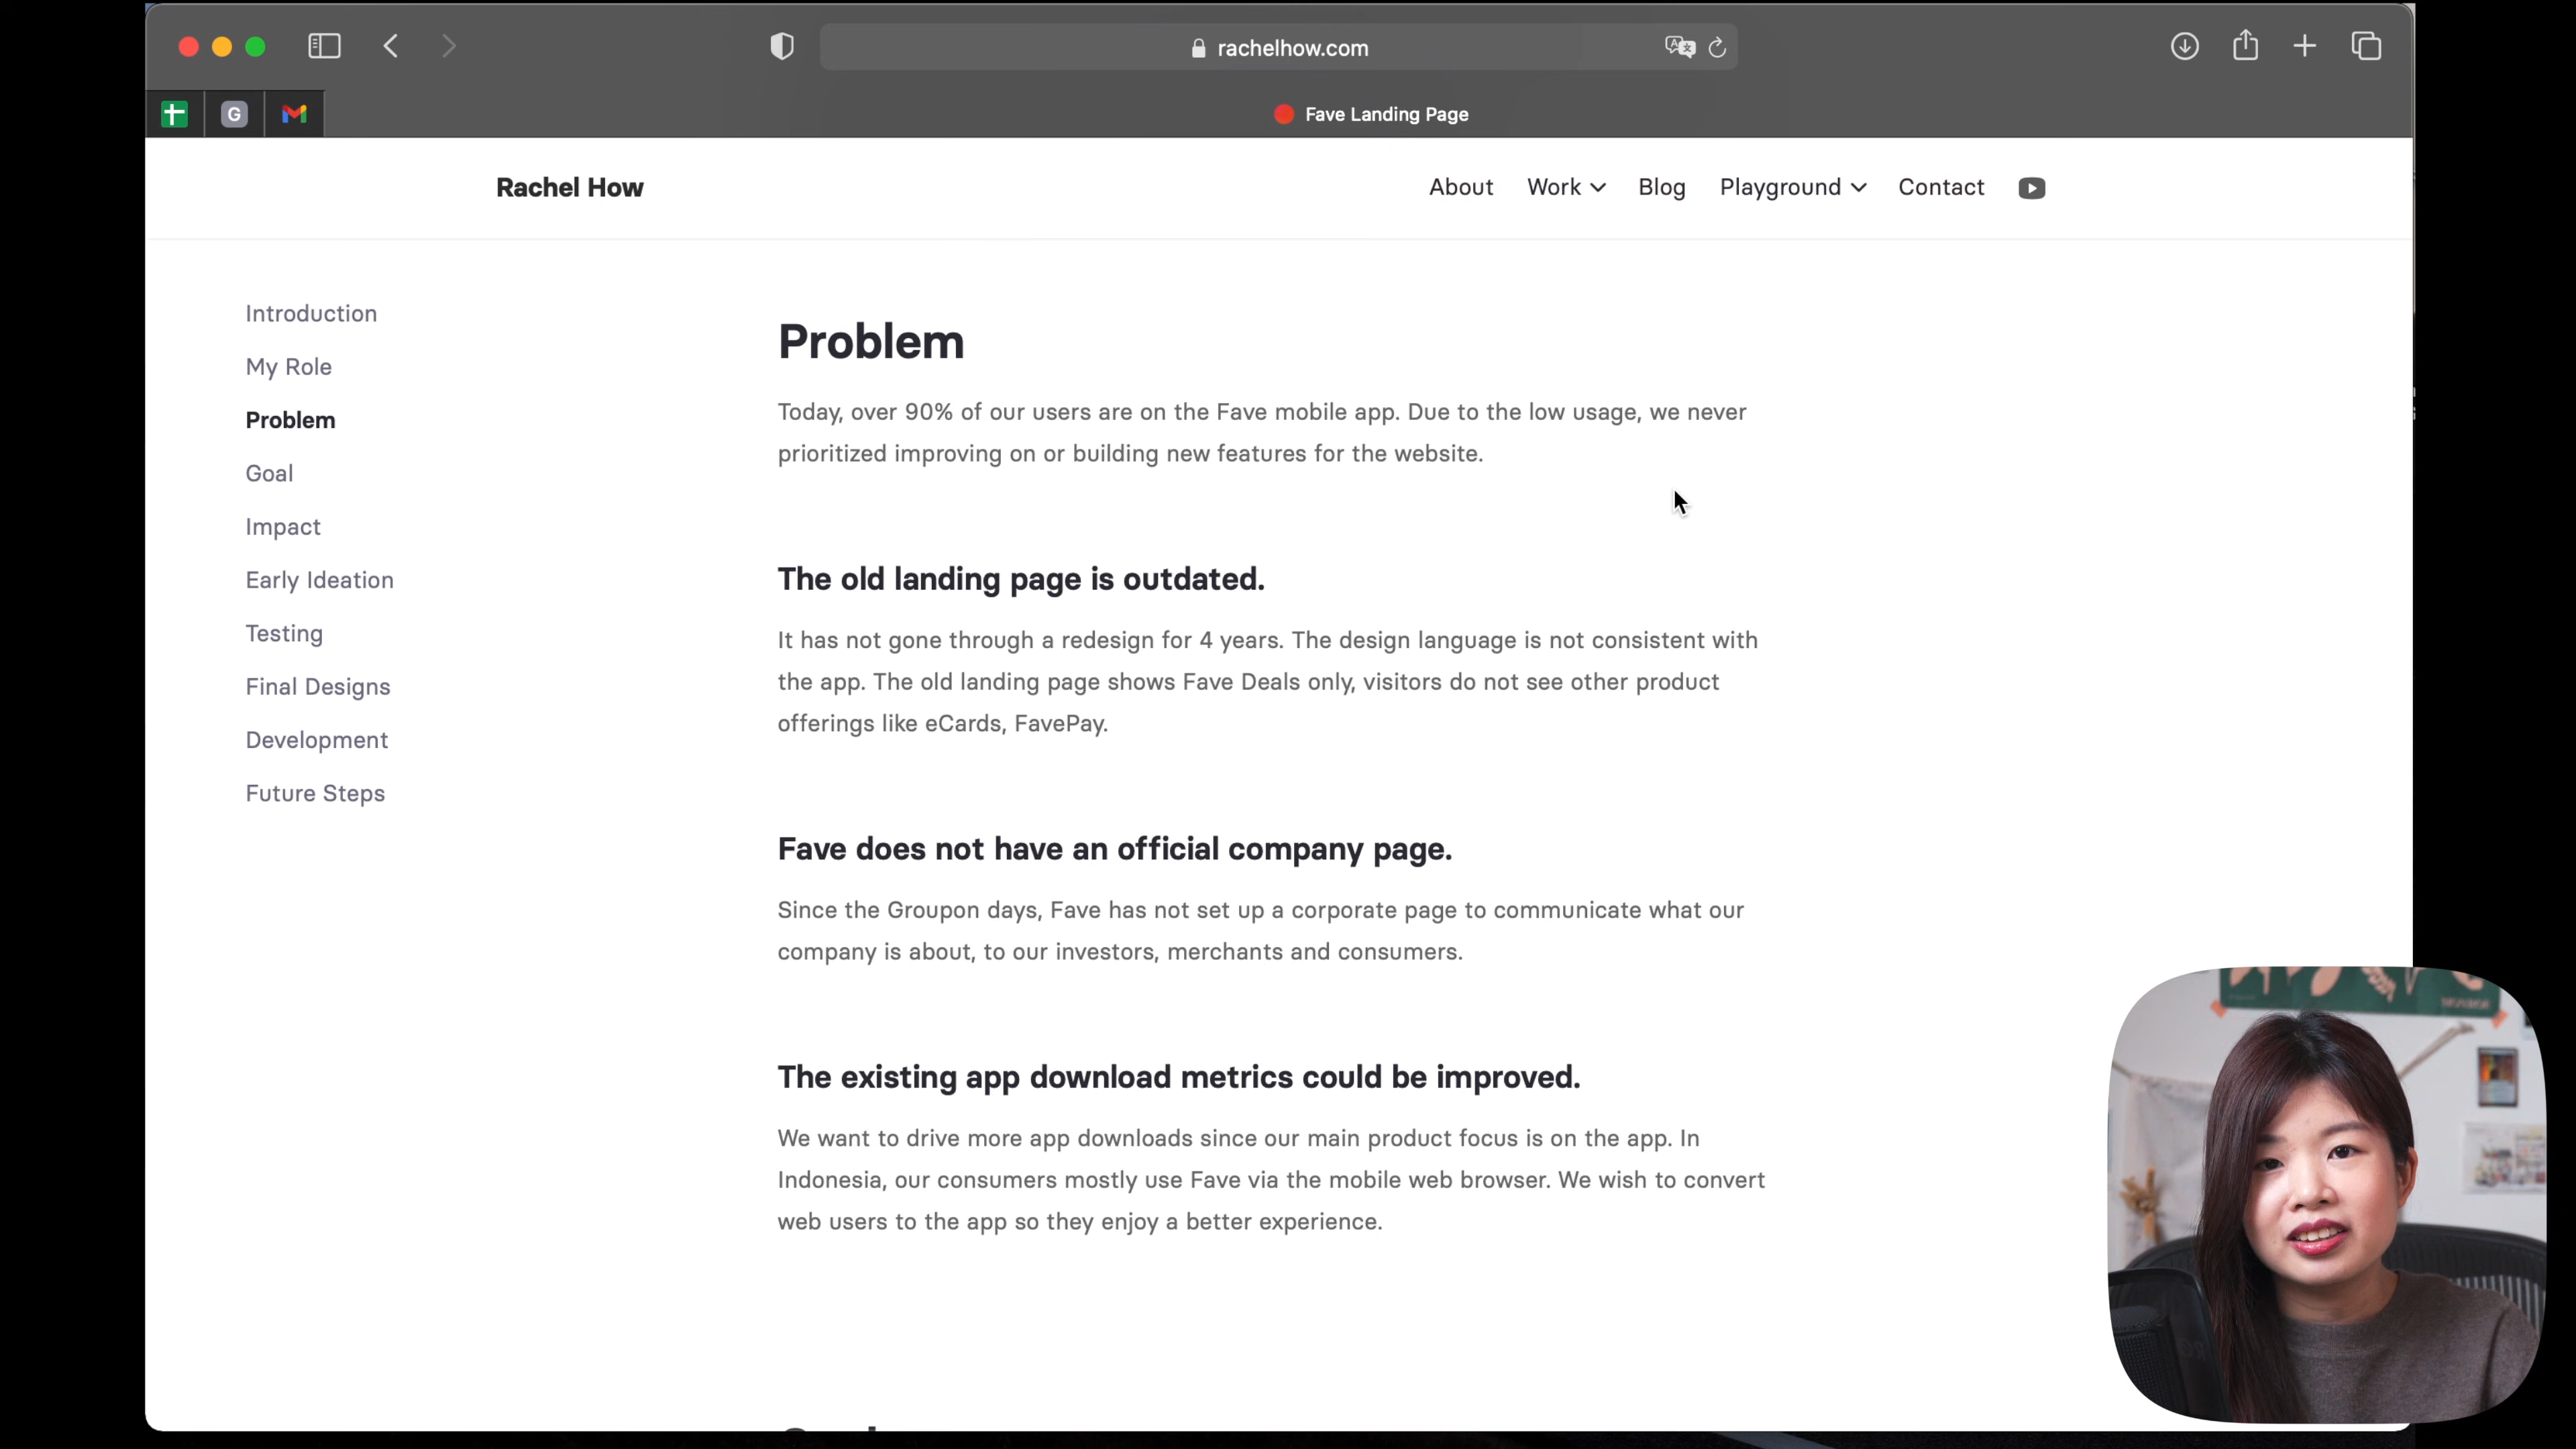 rachelhow.com
G
Fave Landing Page
Rachel How
About
Work
Blog
Playground
Contact
Introduction
My Role
Problem
Goal
Impact
Early Ideation
Testing
Final Designs
Development
Future Steps
Problem
Today, over 90% of our users are on the Fave mobile app. Due to the low usage, we never
prioritized improving on or building new features for the website.
The old landing page is outdated.
It has not gone through a redesign for 4 years. The design language is not consistent with
the app. The old landing page shows Fave Deals only, visitors do not see other product
offerings like eCards, FavePay.
Fave does not have an official company page.
Since the Groupon days, Fave has not set up a corporate page to communicate what our
company is about, to our investors, merchants and consumers.
The existing app download metrics could be improved.
We want to drive more app downloads since our main product focus is on the app. In
Indonesia, our consumers mostly use Fave via the mobile web browser. We wish to convert
web users to the app so they enjoy a better experience.